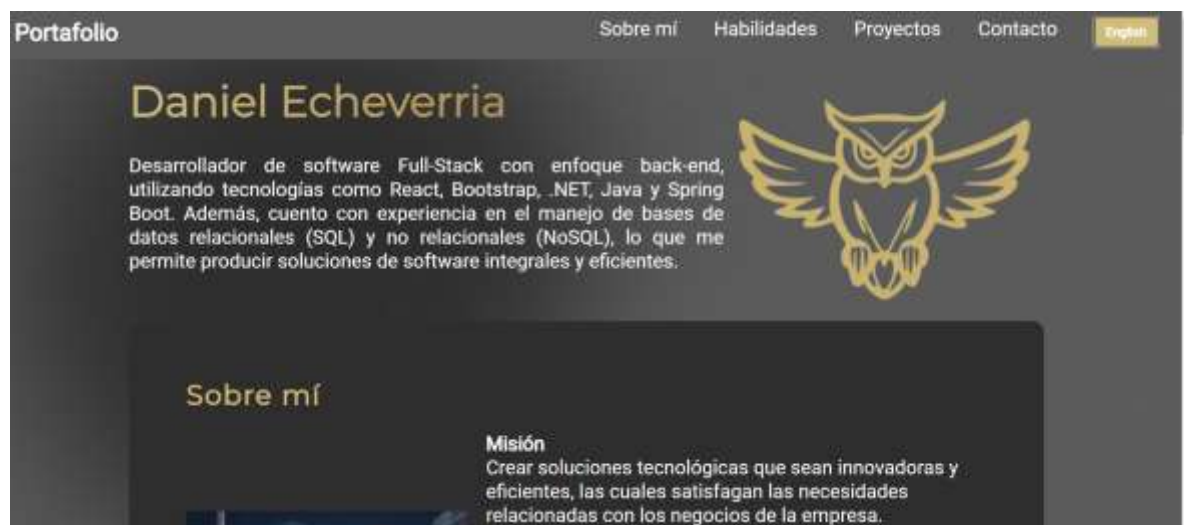 Portafolio
Sobre mí
Habilidades
Proyectos
Contacto
English
Daniel Echeverria
Desarrollador de software Full-Stack con enfoque back-end,
utilizando tecnologías como React, Bootstrap, .NET, Java y Spring
Boot. Además, cuento con experiencia en el manejo de bases de
datos relacionales (SQL) y no relacionales (NoSQL), lo que me
permite producir soluciones de software integrales y eficientes.
Sobre mí
Misión
Crear soluciones tecnológicas que sean innovadoras y
eficientes, las cuales satisfagan las necesidades
relacionadas con los negocios de la empresa.